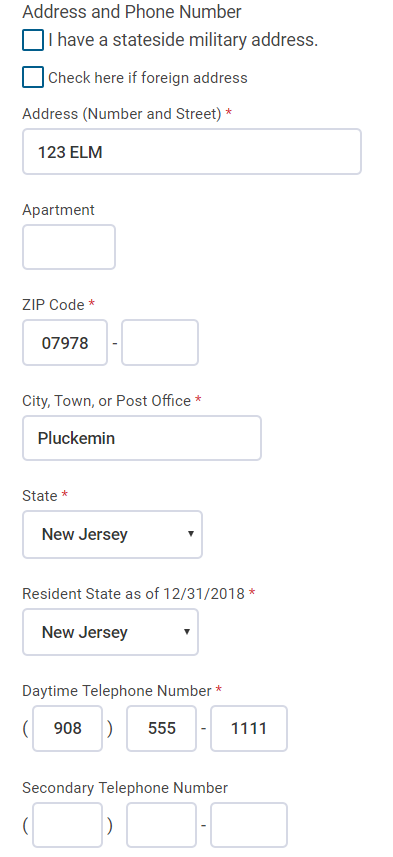 Address and Phone Number
I have a stateside military address.
Check here if foreign address
Address (Number and Street) *
123 ELM
Apartment
ZIP Code *
07978 -
City, Town, or Post Office *
Pluckemin
State *
New Jersey
Resident State as of 12/31/2018 *
New Jersey
Daytime Telephone Number *
( 908 ) 555 - 1111
Secondary Telephone Number
( ) -